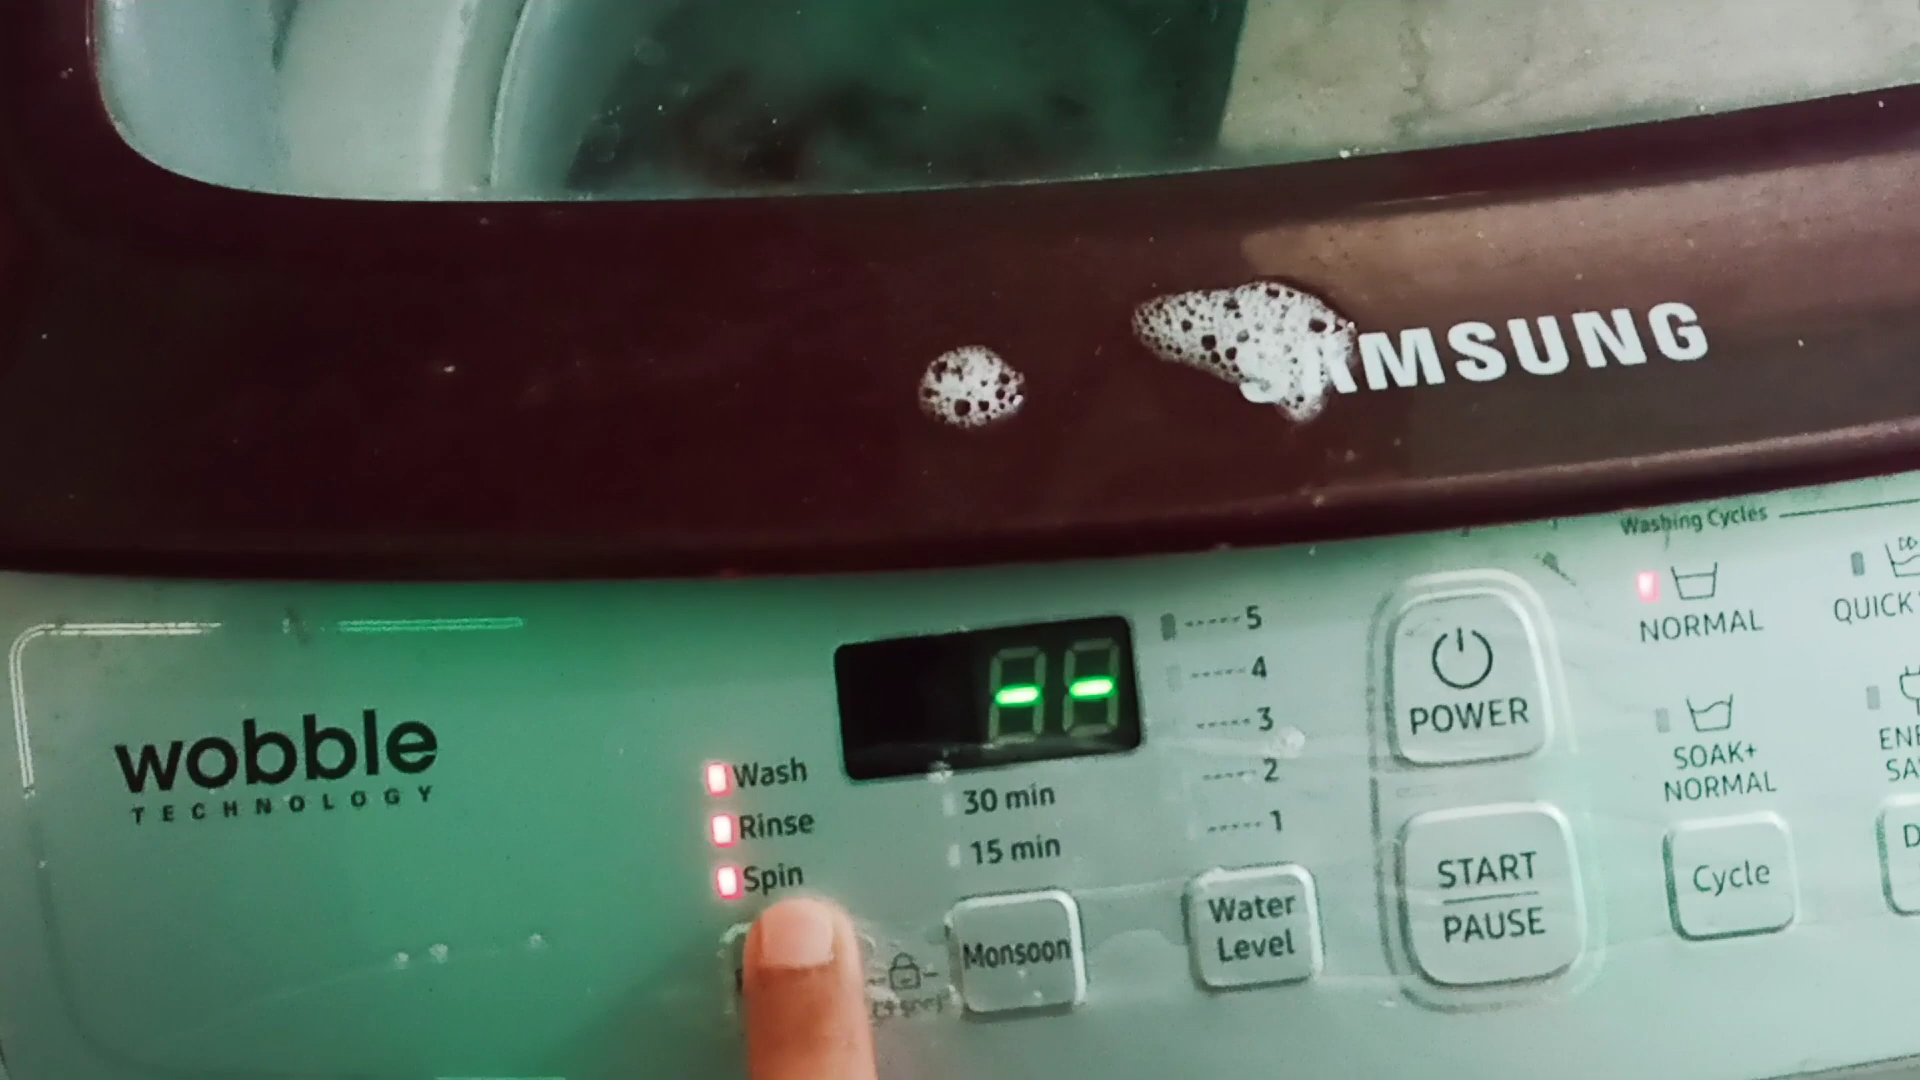 SAMSUNG
Washing Cycles
NORMAL
QUICK
SOAK+
NORMAL
wobble
TECHNOLOGY
Wash
Rinse
Spin
--
30 min
15 min
5
4
3
2
1
Monsoon
Water
Level
POWER
START
PAUSE
Cycle